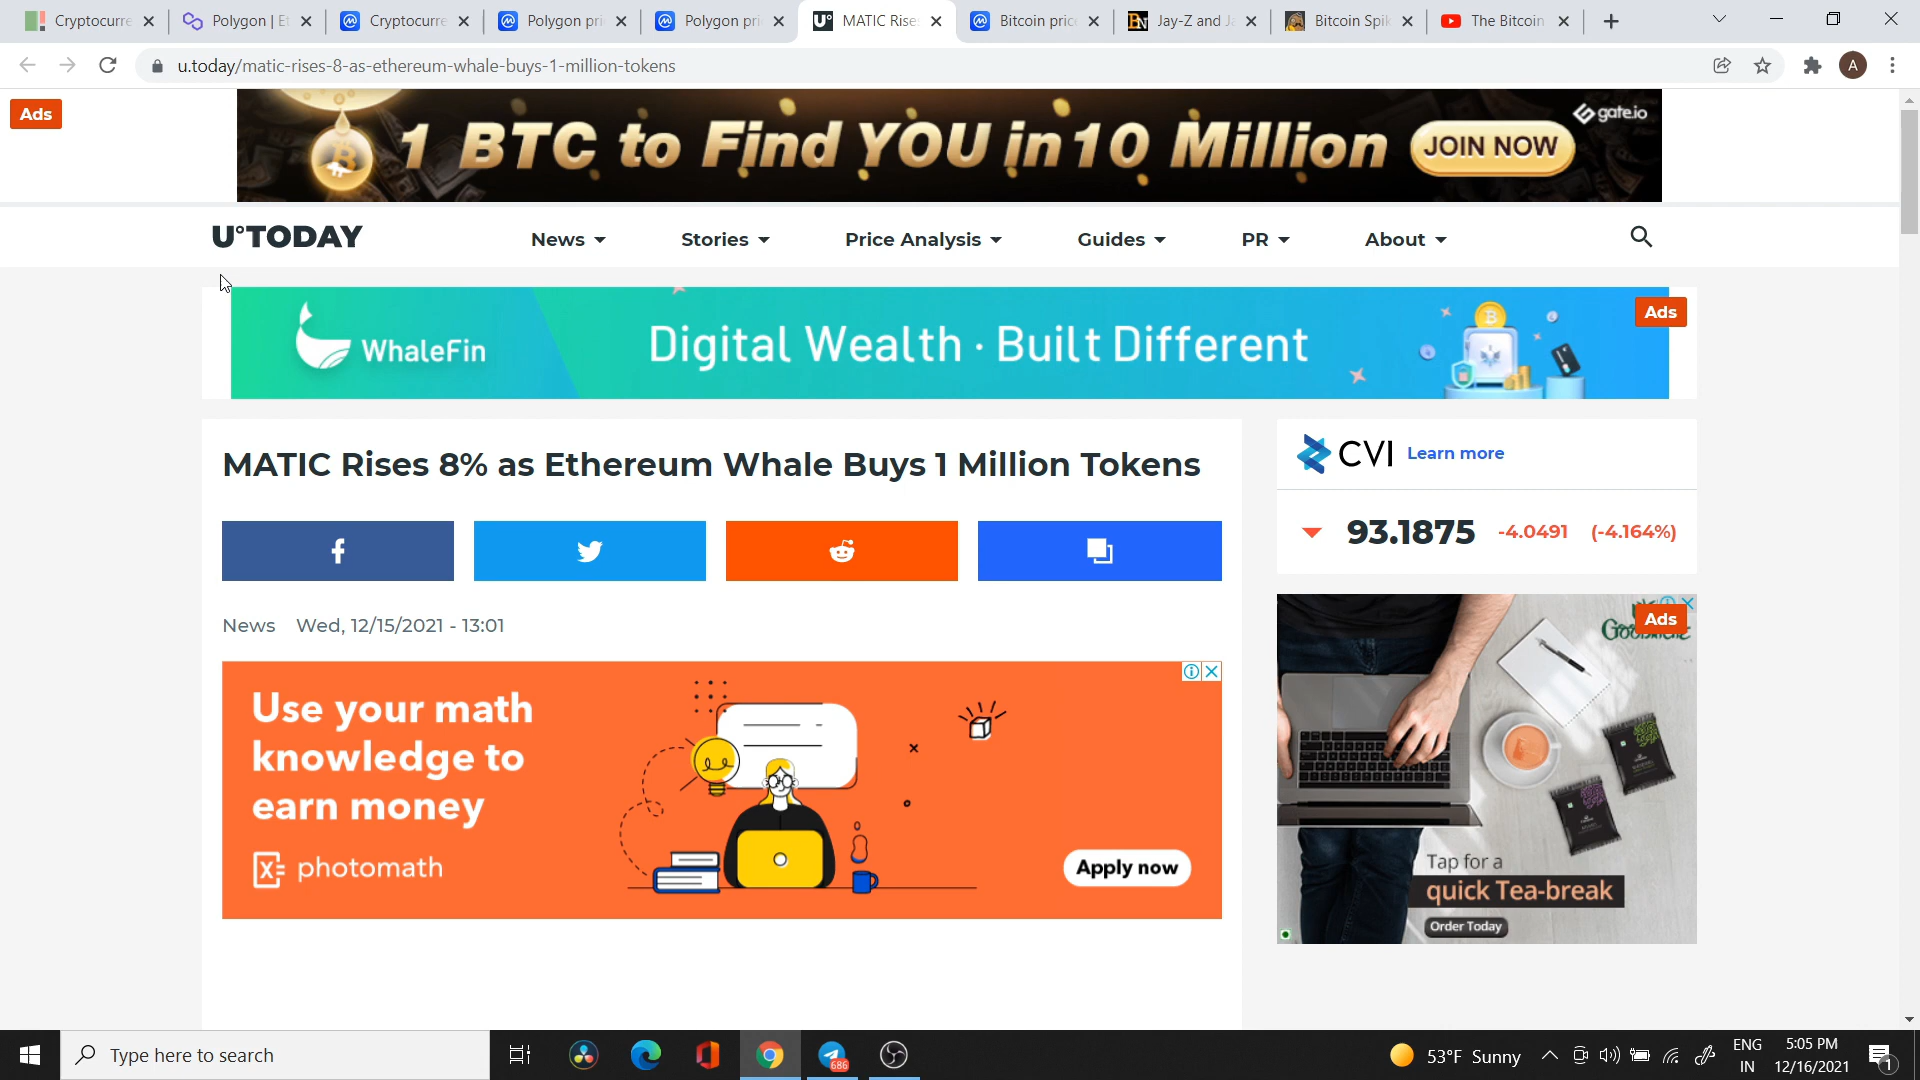 Cryptocurre
Polygon | Et
Cryptocurre
Polygon pri
Polygon pri
MATIC Rise
Bitcoin price
Jay-Z and Ja
Bitcoin Spik
The Bitcoin
u.today/matic-rises-8-as-ethereum-whale-buys-1-million-tokens
A
Ads
1 BTC to Find YOU in 10 Million
JOIN NOW
gate.io
U°TODAY
News
Stories
Price Analysis
Guides
PR
About
WhaleFin
Digital Wealth · Built Different
Ads
MATIC Rises 8% as Ethereum Whale Buys 1 Million Tokens
CVI Learn more
93.1875 -4.0491 (-4.164%)
News Wed, 12/15/2021 - 13:01
Use your math
knowledge to
earn money
photomath
Apply now
Ads
Tap for a
quick Tea-break
Order Today
Type here to search
686
53°F Sunny
ENG
IN
5:05 PM
12/16/2021
1